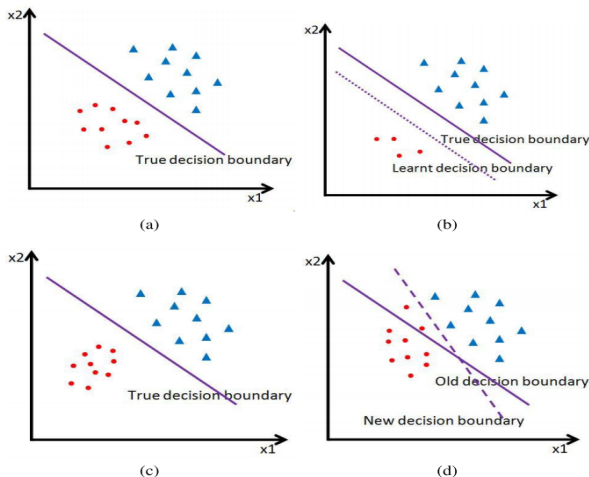 x2
True decision boundary
x1
(a)
x2
True decision boundary
Learnt decision boundary
x1
(b)
x2
True decision boundary
x1
(c)
x2
Old decision boundary
New decision boundary
x1
(d)